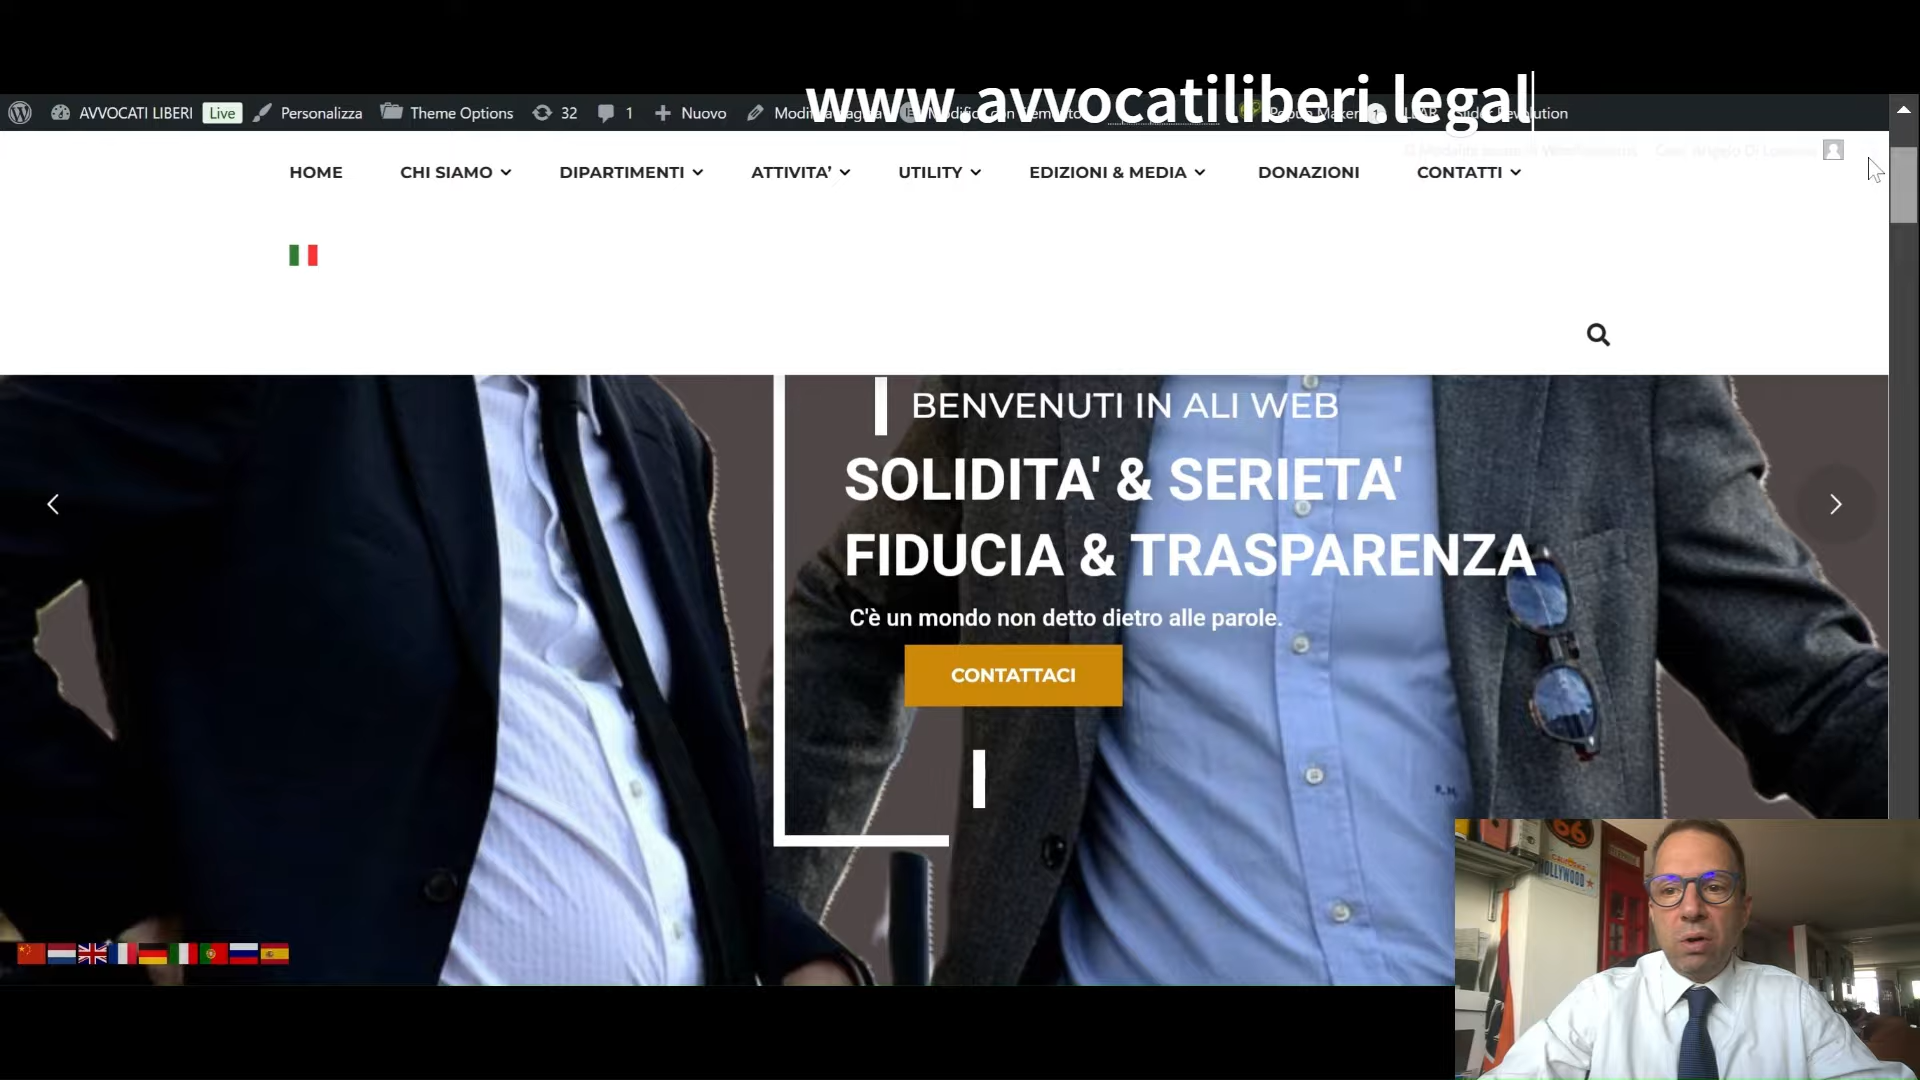 www.avvocatiliberi.legal
AVVOCATI LIBERI Live Personalizza Theme Options 32 1 Nuovo
HOME CHI SIAMO DIPARTIMENTI ATTIVITA’ UTILITY EDIZIONI & MEDIA DONAZIONI CONTATTI
BENVENUTI IN ALI WEB
SOLIDITA' & SERIETA'
FIDUCIA & TRASPARENZA
C'è un mondo non detto dietro alle parole.
CONTATTACI
66
HOLLYWOOD